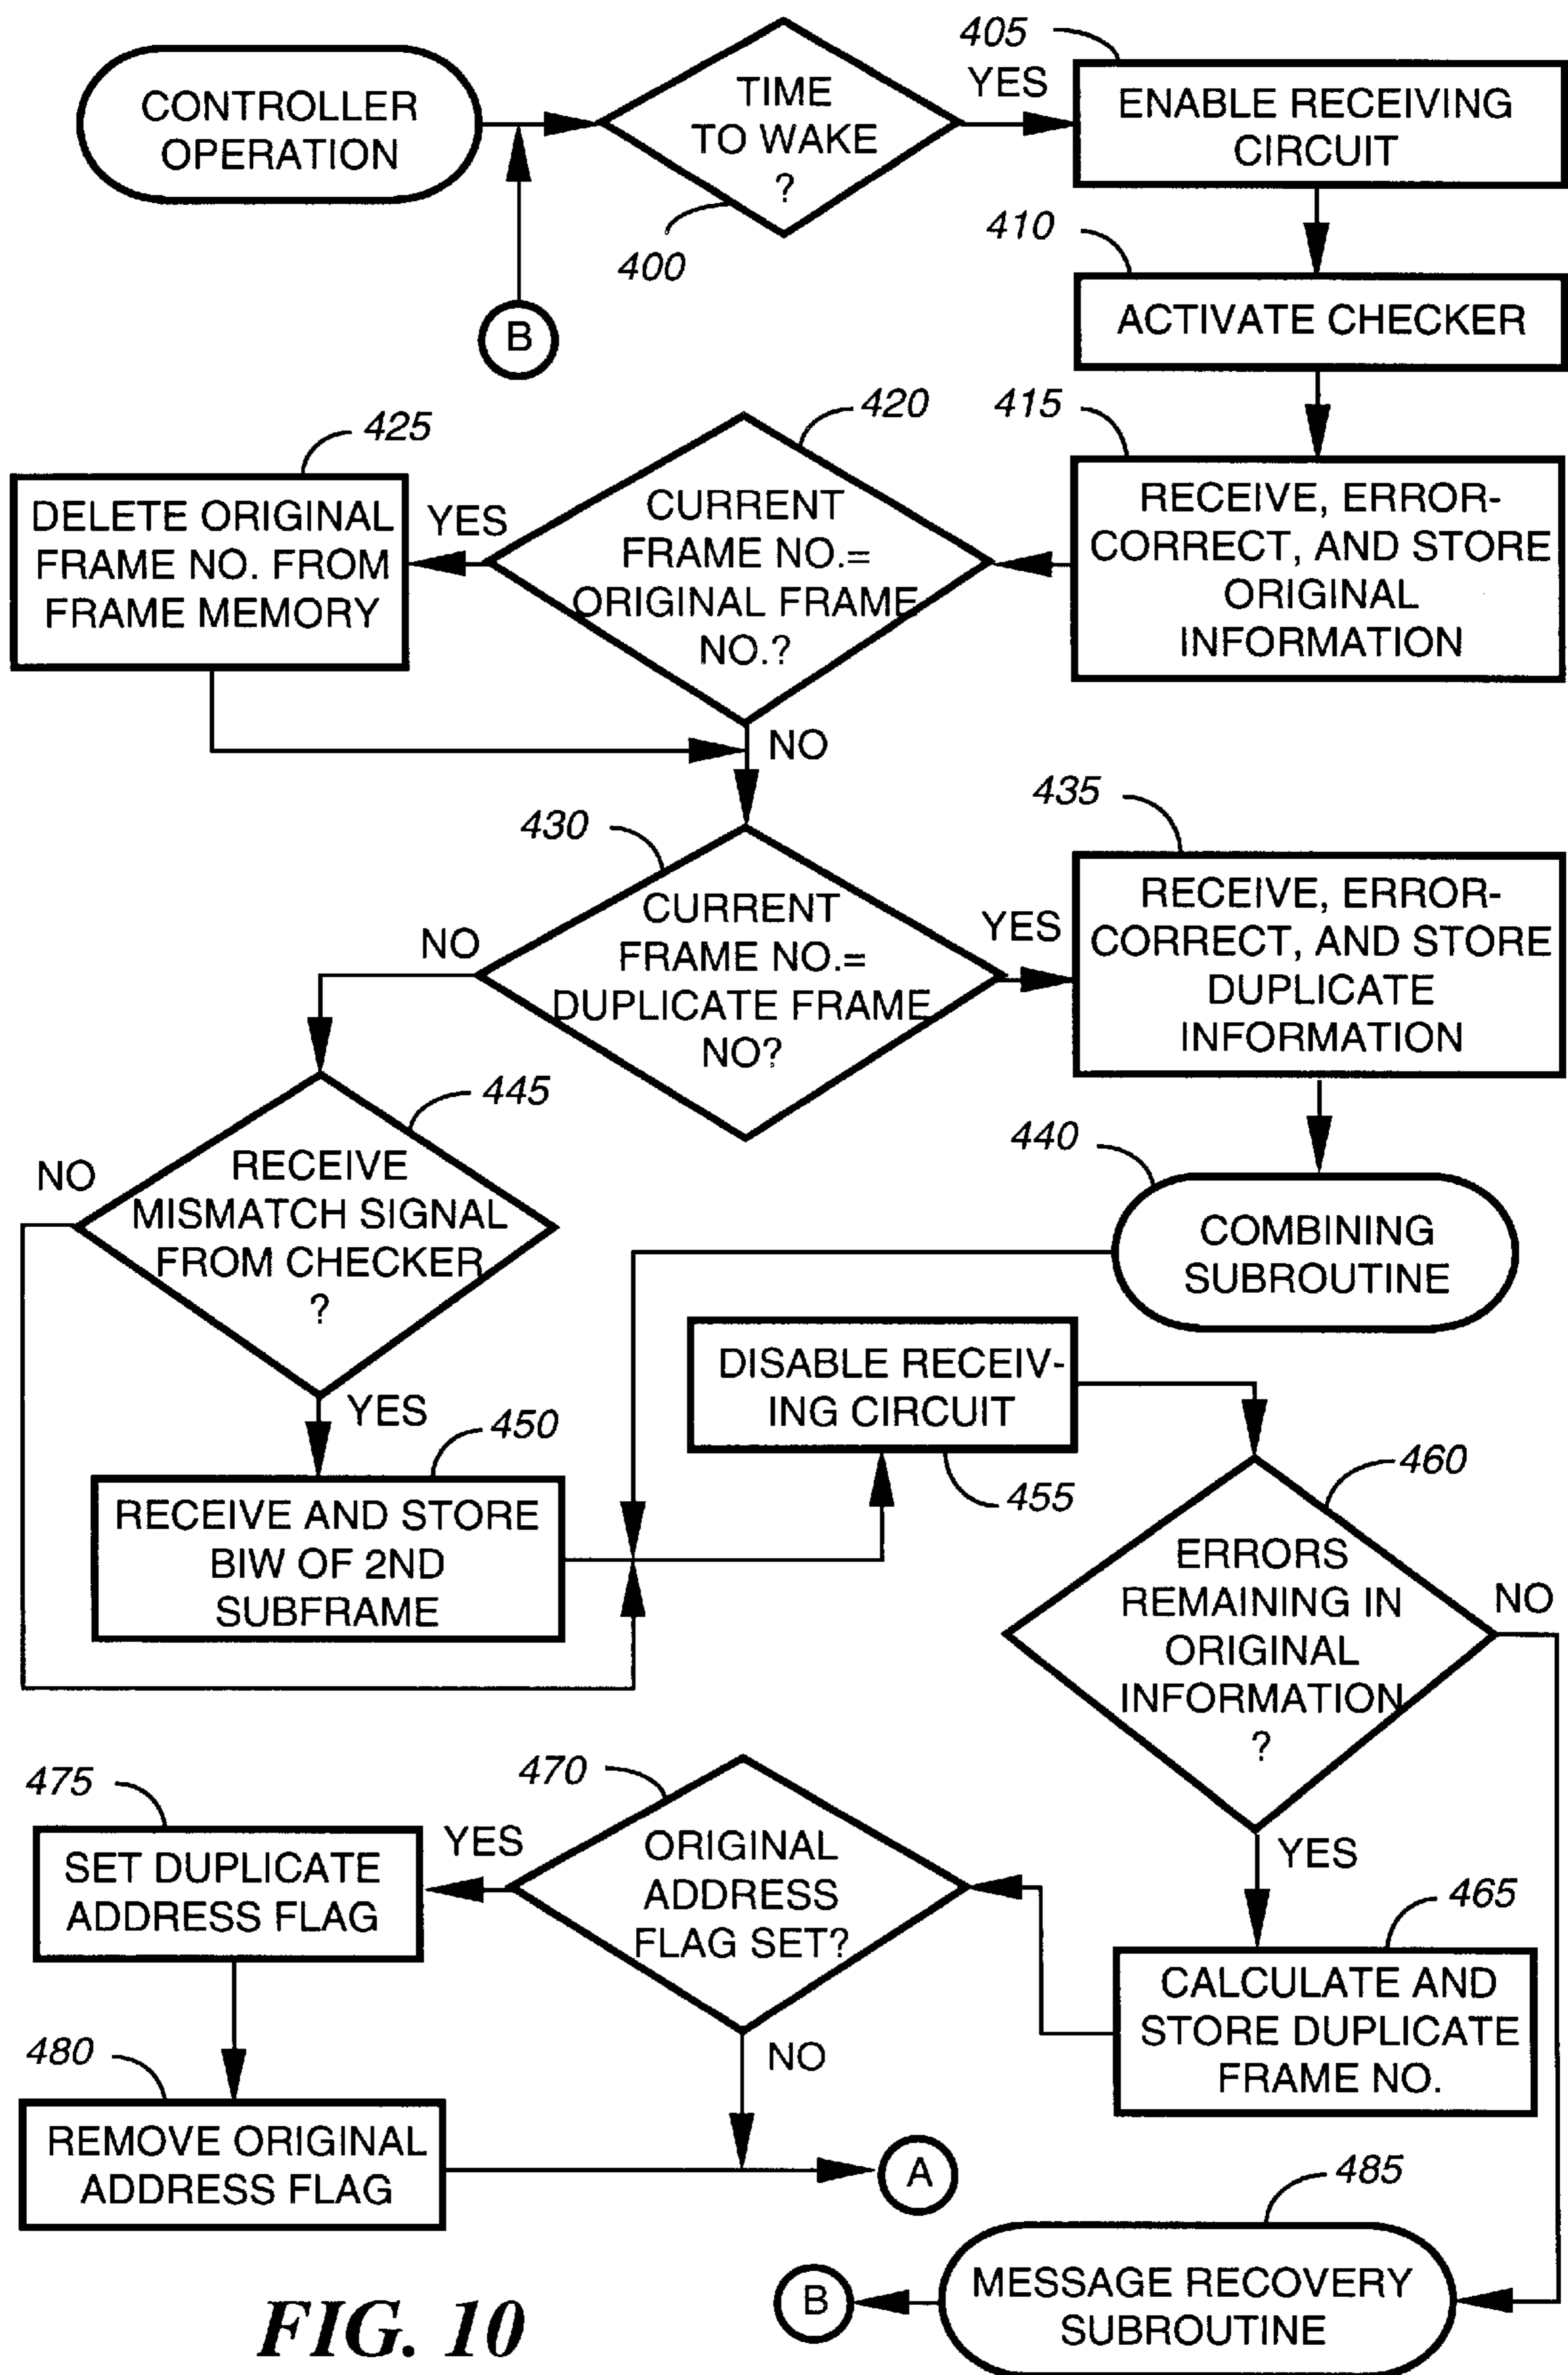 CONTROLLER
OPERATION
TIME
TO WAKE
?
400
YES
405
ENABLE RECEIVING
CIRCUIT
B
410
ACTIVATE CHECKER
415
RECEIVE, ERROR-
CORRECT, AND STORE
ORIGINAL
INFORMATION
420
CURRENT
FRAME NO.=
ORIGINAL FRAME
NO.?
YES
425
DELETE ORIGINAL
FRAME NO. FROM
FRAME MEMORY
NO
430
CURRENT
FRAME NO.=
DUPLICATE FRAME
NO?
YES
435
RECEIVE, ERROR-
CORRECT, AND STORE
DUPLICATE
INFORMATION
440
COMBINING
SUBROUTINE
NO
445
RECEIVE
MISMATCH SIGNAL
FROM CHECKER
?
NO
YES
450
RECEIVE AND STORE
BIW OF 2ND
SUBFRAME
DISABLE RECEIV-
ING CIRCUIT
455
460
ERRORS
REMAINING IN
ORIGINAL
INFORMATION
?
NO
YES
465
CALCULATE AND
STORE DUPLICATE
FRAME NO.
470
ORIGINAL
ADDRESS
FLAG SET?
YES
475
SET DUPLICATE
ADDRESS FLAG
NO
480
REMOVE ORIGINAL
ADDRESS FLAG
A
485
MESSAGE RECOVERY
SUBROUTINE
B
FIG. 10